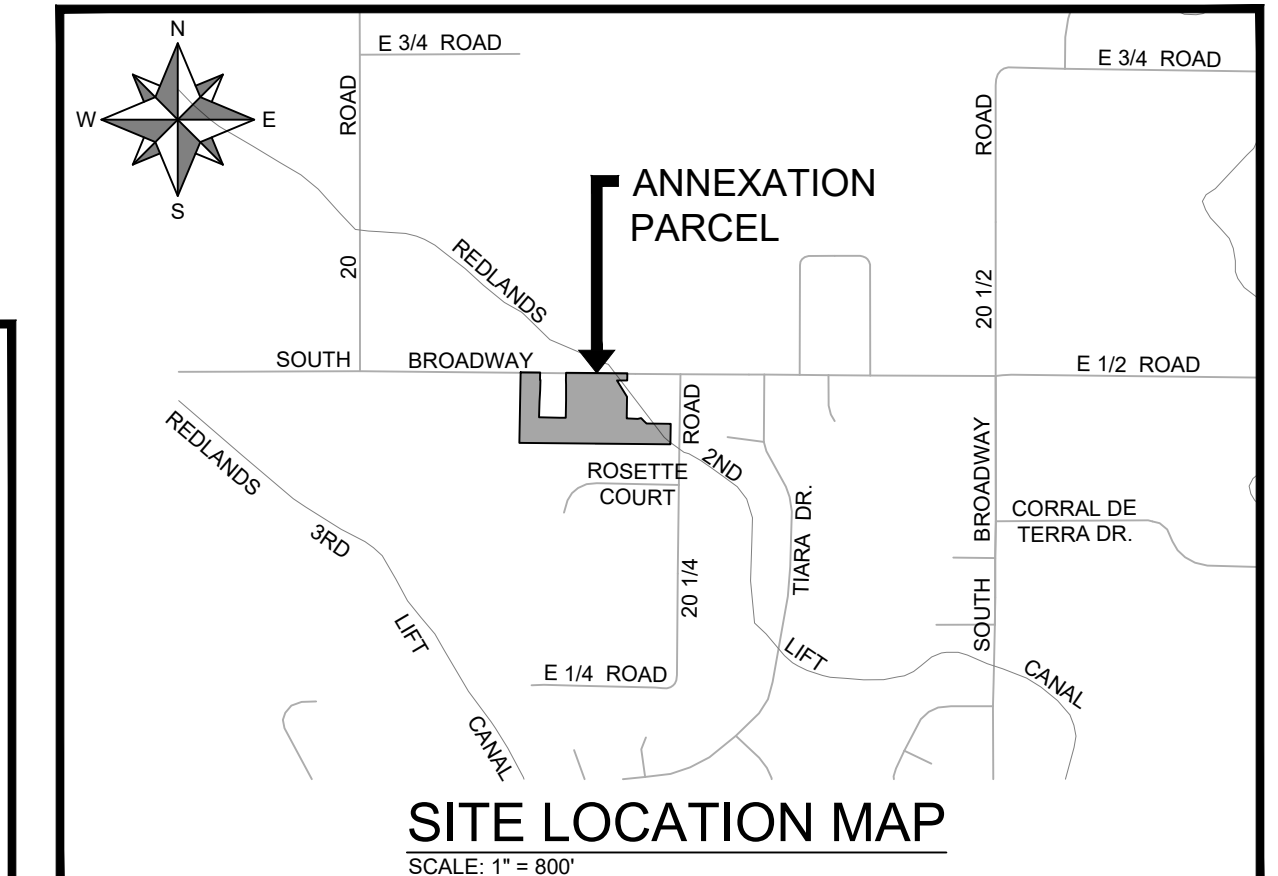 N
E 3/4 ROAD
E 3/4 ROAD
W
E
ROAD
ROAD
S
ANNEXATION
PARCEL
20
REDLANDS
20 1/2
SOUTH
BROADWAY
E 1/2 ROAD
REDLANDS
ROAD
2ND
ROSETTE
COURT
BROADWAY
CORRAL DE
TERRA DR.
3RD
TIARA DR.
20 1/4
SOUTH
LIFT
LIFT
E 1/4 ROAD
CANAL
CANAL
SITE LOCATION MAP
SCALE: 1" = 800'